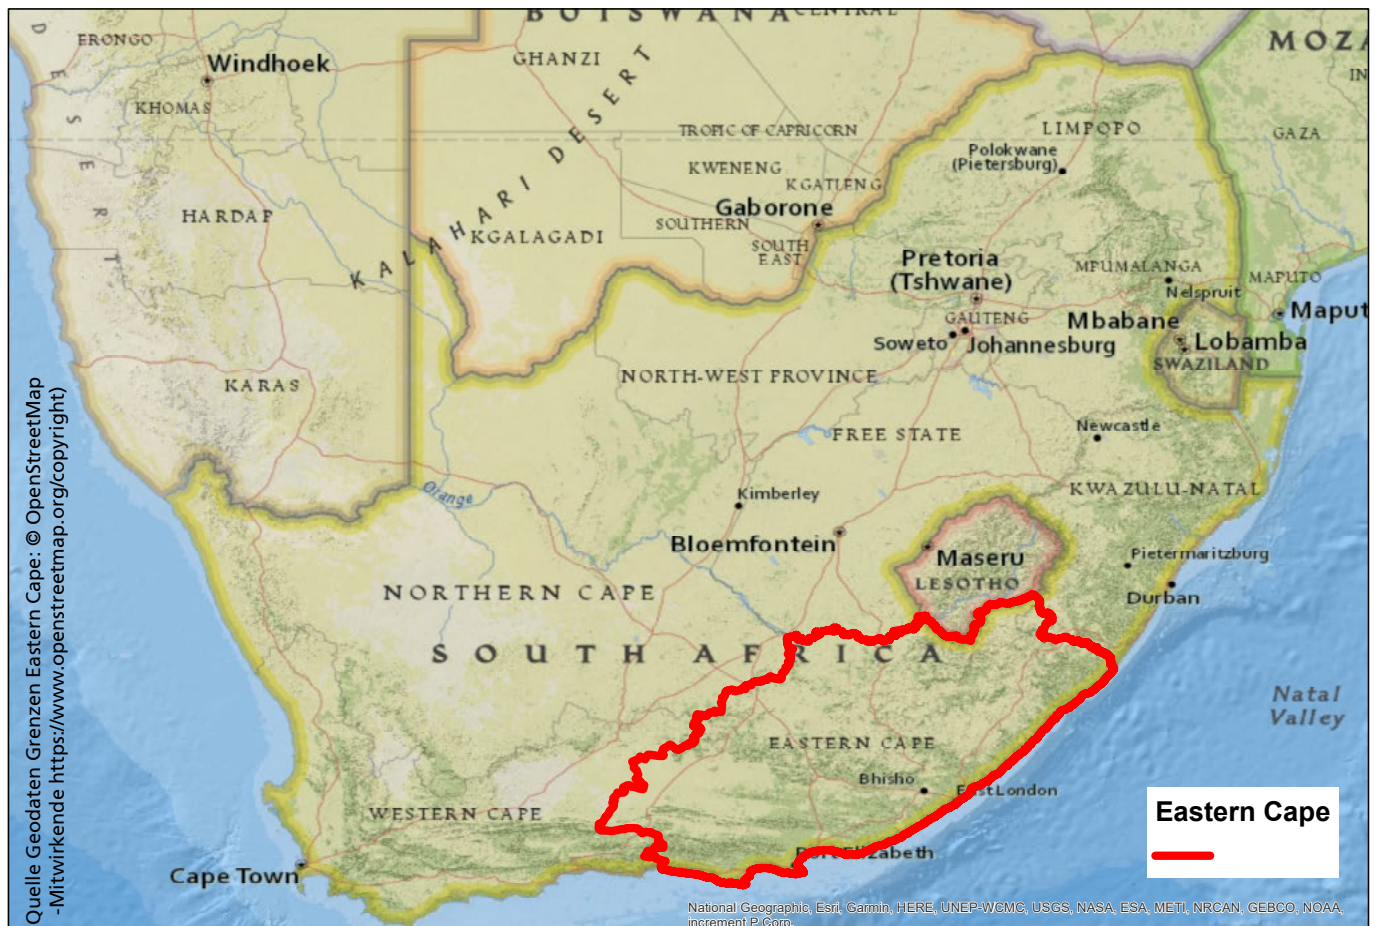 BOTSWANA
CENTRAL
ERONGO
Windhoek
GHANZI
MOZA
IN
KHOMAS
DESERT
KALAHARI DESERT
TROPIC OF CAPRICORN
LIMPOPO
GAZA
Polokwane
(Pietersburg)
KWENENG
KGATLENG
HARDAP
Gaborone
SOUTHERN
KGALAGADI
SOUTH
EAST
Pretoria
(Tshwane)
MPUMALANGA
MAPUTO
Nelspruit
GAUTENG
Mbabane
Maput
Soweto
Johannesburg
Lobamba
SWAZILAND
KARAS
NORTH-WEST PROVINCE
Newcastle
FREE STATE
Orange
Kimberley
KWAZULU-NATAL
Bloemfontein
Maseru
LESOTHO
Pietermaritzburg
Durban
NORTHERN CAPE
SOUTH AFRICA
Natal
Valley
EASTERN CAPE
Bhisho
East London
WESTERN CAPE
Port Elizabeth
Cape Town
Eastern Cape
Quelle Geodaten Grenzen Eastern Cape: © OpenStreetMap
-Mitwirkende https://www.openstreetmap.org/copyright)
National Geographic, Esri, Garmin, HERE, UNEP-WCMC, USGS, NASA, ESA, METI, NRCAN, GEBCO, NOAA,
increment P Corp.